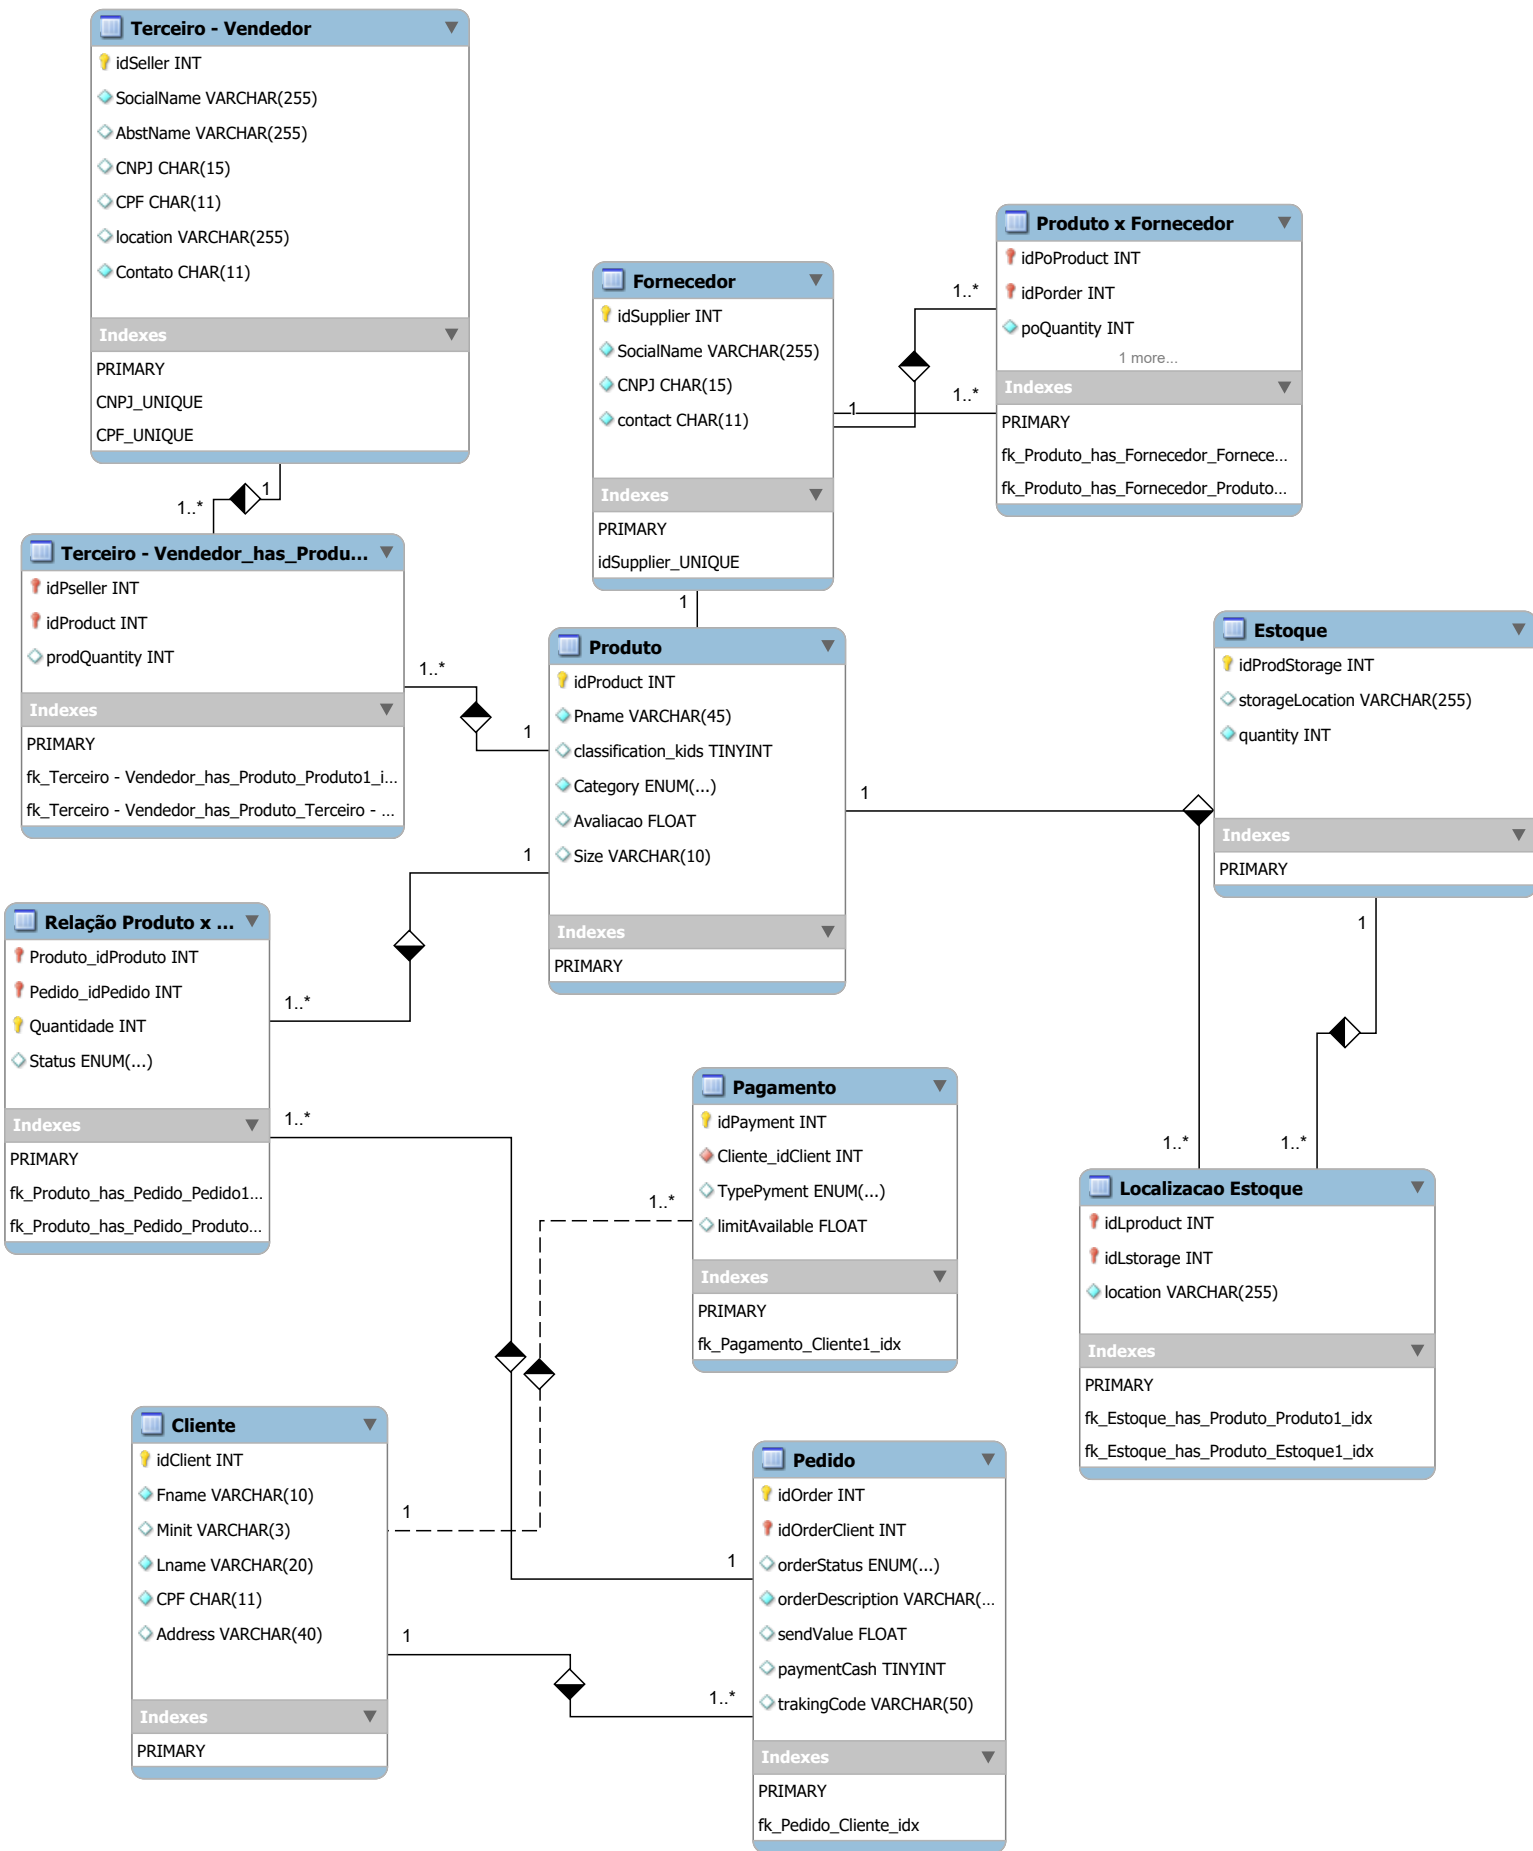 Terceiro - Vendedor
idSeller INT
SocialName VARCHAR(255)
AbstName VARCHAR(255)
CNPJ CHAR(15)
CPF CHAR(11)
location VARCHAR(255)
Contato CHAR(11)
Indexes
PRIMARY
CNPJ_UNIQUE
CPF_UNIQUE
1
1..*
Fornecedor
idSupplier INT
SocialName VARCHAR(255)
CNPJ CHAR(15)
contact CHAR(11)
Indexes
PRIMARY
idSupplier_UNIQUE
1..*
1
1..*
1
Produto x Fornecedor
idPoProduct INT
idPorder INT
poQuantity INT
1 more...
Indexes
PRIMARY
fk_Produto_has_Fornecedor_Fornece...
fk_Produto_has_Fornecedor_Produto...
Terceiro - Vendedor_has_Produ...
idPseller INT
idProduct INT
prodQuantity INT
Indexes
PRIMARY
fk_Terceiro - Vendedor_has_Produto_Produto1_i...
fk_Terceiro - Vendedor_has_Produto_Terceiro - ...
1..*
1
Produto
idProduct INT
Pname VARCHAR(45)
classification_kids TINYINT
Category ENUM(...)
Avaliacao FLOAT
Size VARCHAR(10)
Indexes
PRIMARY
1
1
Estoque
idProdStorage INT
storageLocation VARCHAR(255)
quantity INT
Indexes
PRIMARY
1
Relação Produto x ...
Produto_idProduto INT
Pedido_idPedido INT
Quantidade INT
Status ENUM(...)
Indexes
PRIMARY
fk_Produto_has_Pedido_Pedido1...
fk_Produto_has_Pedido_Produto...
1..*
1..*
Pagamento
idPayment INT
Cliente_idClient INT
TypePyment ENUM(...)
limitAvailable FLOAT
Indexes
PRIMARY
fk_Pagamento_Cliente1_idx
1..*
1..*
1..*
Localizacao Estoque
idLproduct INT
idLstorage INT
location VARCHAR(255)
Indexes
PRIMARY
fk_Estoque_has_Produto_Produto1_idx
fk_Estoque_has_Produto_Estoque1_idx
Cliente
idClient INT
Fname VARCHAR(10)
Minit VARCHAR(3)
Lname VARCHAR(20)
CPF CHAR(11)
Address VARCHAR(40)
Indexes
PRIMARY
1
1
1
1..*
Pedido
idOrder INT
idOrderClient INT
orderStatus ENUM(...)
orderDescription VARCHAR(...
sendValue FLOAT
paymentCash TINYINT
trakingCode VARCHAR(50)
Indexes
PRIMARY
fk_Pedido_Cliente_idx